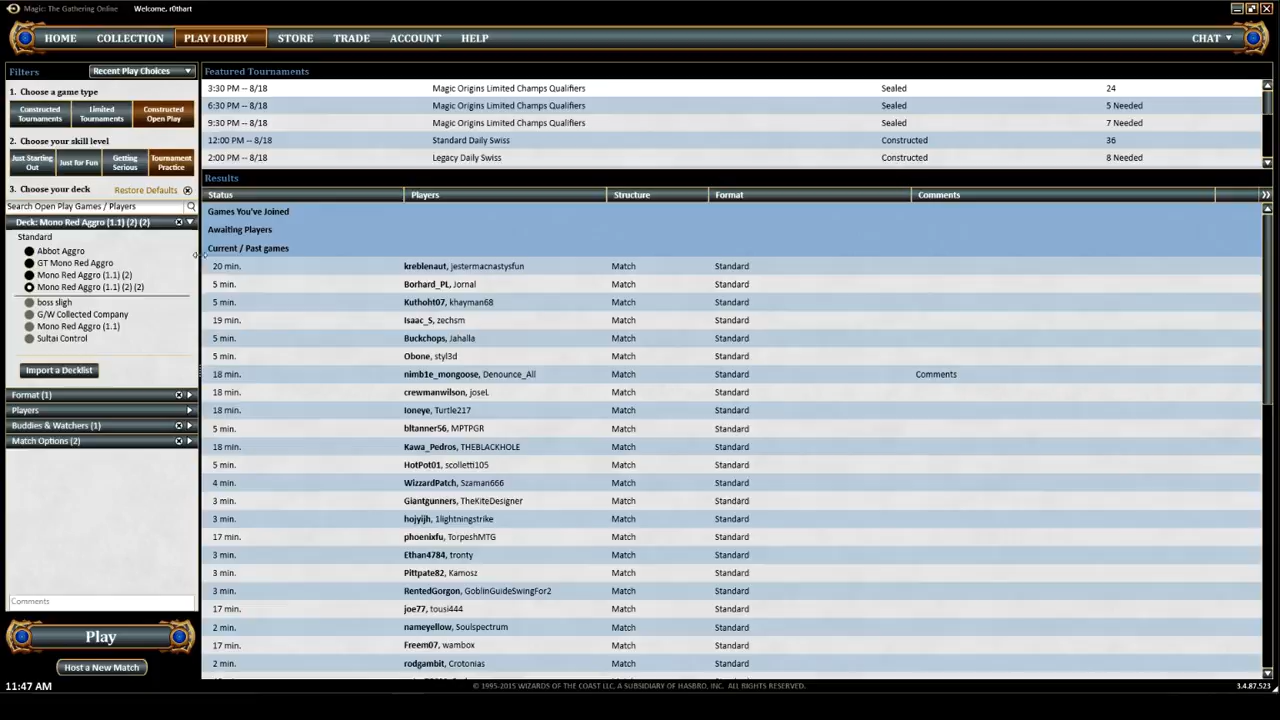 Magic: The Gathering Online Welcome, r0thart
HOME COLLECTION PLAY LOBBY STORE TRADE ACCOUNT HELP CHAT
Filters Recent Play Choices
1. Choose a game type
Constructed Tournaments Limited Tournaments Constructed Open Play
2. Choose your skill level
Just Starting Out Just for Fun Getting Serious Tournament Practice
3. Choose your deck Restore Defaults
Search Open Play Games / Players
Deck: Mono Red Aggro (1.1) (2) (2)
Standard
Abbot Aggro
GT Mono Red Aggro
Mono Red Aggro (1.1) (2)
Mono Red Aggro (1.1) (2) (2)
boss sligh
G/W Collected Company
Mono Red Aggro (1.1)
Sultai Control
Import a Decklist
Format (1)
Players
Buddies & Watchers (1)
Match Options (2)
Comments
Play
Host a New Match
11:47 AM
Featured Tournaments
3:30 PM -- 8/18 Magic Origins Limited Champs Qualifiers Sealed 24
6:30 PM -- 8/18 Magic Origins Limited Champs Qualifiers Sealed 5 Needed
9:30 PM -- 8/18 Magic Origins Limited Champs Qualifiers Sealed 7 Needed
12:00 PM -- 8/18 Standard Daily Swiss Constructed 36
2:00 PM -- 8/18 Legacy Daily Swiss Constructed 8 Needed
Results
Status Players Structure Format Comments
Games You've Joined
Awaiting Players
Current / Past games
20 min. kreblenaut, jestermacnastysfun Match Standard
5 min. Borhard_PL, Jornal Match Standard
5 min. Kuthoht07, khayman68 Match Standard
19 min. Isaac_S, zechsm Match Standard
5 min. Buckchops, Jahalla Match Standard
5 min. Obone, styl3d Match Standard
18 min. nimb1e_mongoose, Denounce_All Match Standard Comments
18 min. crewmanwilson, joseL Match Standard
18 min. Ioneye, Turtle217 Match Standard
5 min. bltanner56, MPTPGR Match Standard
18 min. Kawa_Pedros, THEBLACKHOLE Match Standard
5 min. HotPot01, scolletti105 Match Standard
4 min. WizzardPatch, Szaman666 Match Standard
3 min. Giantgunners, TheKiteDesigner Match Standard
3 min. hojyijh, 1lightningstrike Match Standard
17 min. phoenixfu, TorpeshMTG Match Standard
3 min. Ethan4784, tronty Match Standard
3 min. Pittpate82, Kamosz Match Standard
3 min. RentedGorgon, GoblinGuideSwingFor2 Match Standard
17 min. joe77, tousi444 Match Standard
2 min. nameyellow, Soulspectrum Match Standard
17 min. Freem07, wambox Match Standard
2 min. rodgambit, Crotonias Match Standard
© 1995-2015 WIZARDS OF THE COAST LLC, A SUBSIDIARY OF HASBRO, INC. ALL RIGHTS RESERVED.
3.4.87.523